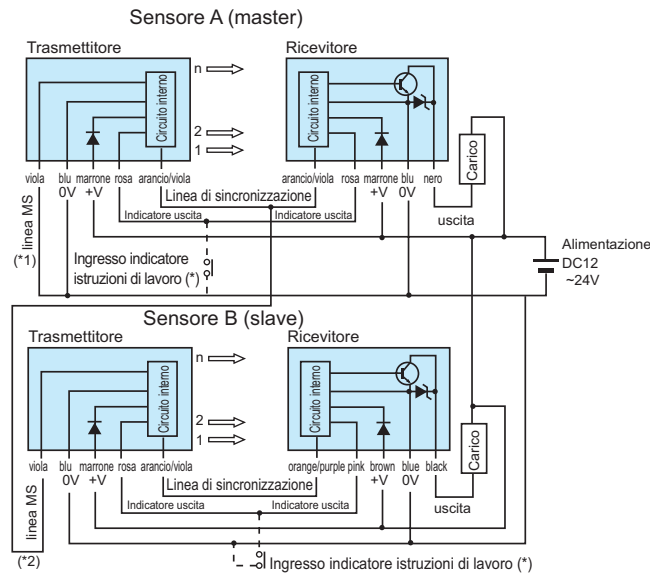 Sensore A (master)
Trasmettitore
Ricevitore
n
2
1
Circuito interno
Circuito interno
Carico
viola
blu
0V
marrone
+V
rosa
arancio/viola
arancio/viola
rosa
marrone
+V
blu
0V
nero
Linea di sincronizzazione
uscita
Indicatore uscita
Indicatore uscita
linea MS
(*1)
Ingresso indicatore
istruzioni di lavoro (*)
Alimentazione
DC12
~24V
Sensore B (slave)
Trasmettitore
Ricevitore
n
2
1
Circuito interno
Circuito interno
Carico
viola
blu
0V
marrone
+V
rosa
arancio/viola
orange/purple
pink
brown
+V
blue
0V
black
Linea di sincronizzazione
uscita
Indicatore uscita
Indicatore uscita
linea MS
(*2)
Ingresso indicatore istruzioni di lavoro (*)